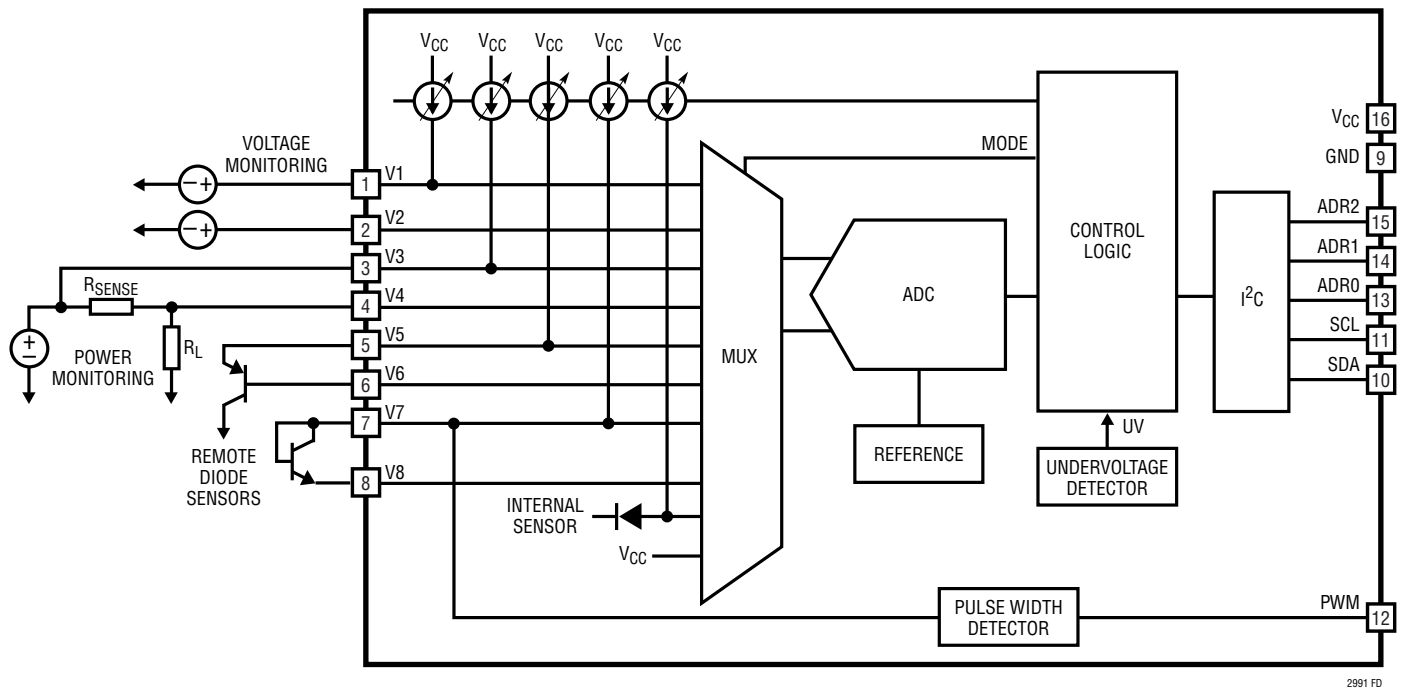 VCC VCC VCC VCC VCC
VOLTAGE
MONITORING
1 V1
2 V2
3 V3
4 V4
5 V5
6 V6
7 V7
8 V8
RSENSE
RL
+
−
− +
− +
POWER
MONITORING
REMOTE
DIODE
SENSORS
INTERNAL
SENSOR
VCC
MUX
ADC
REFERENCE
MODE
CONTROL
LOGIC
UV
UNDERVOLTAGE
DETECTOR
I²C
PULSE WIDTH
DETECTOR
VCC 16
GND 9
ADR2 15
ADR1 14
ADR0 13
SCL 11
SDA 10
PWM 12
2991 FD